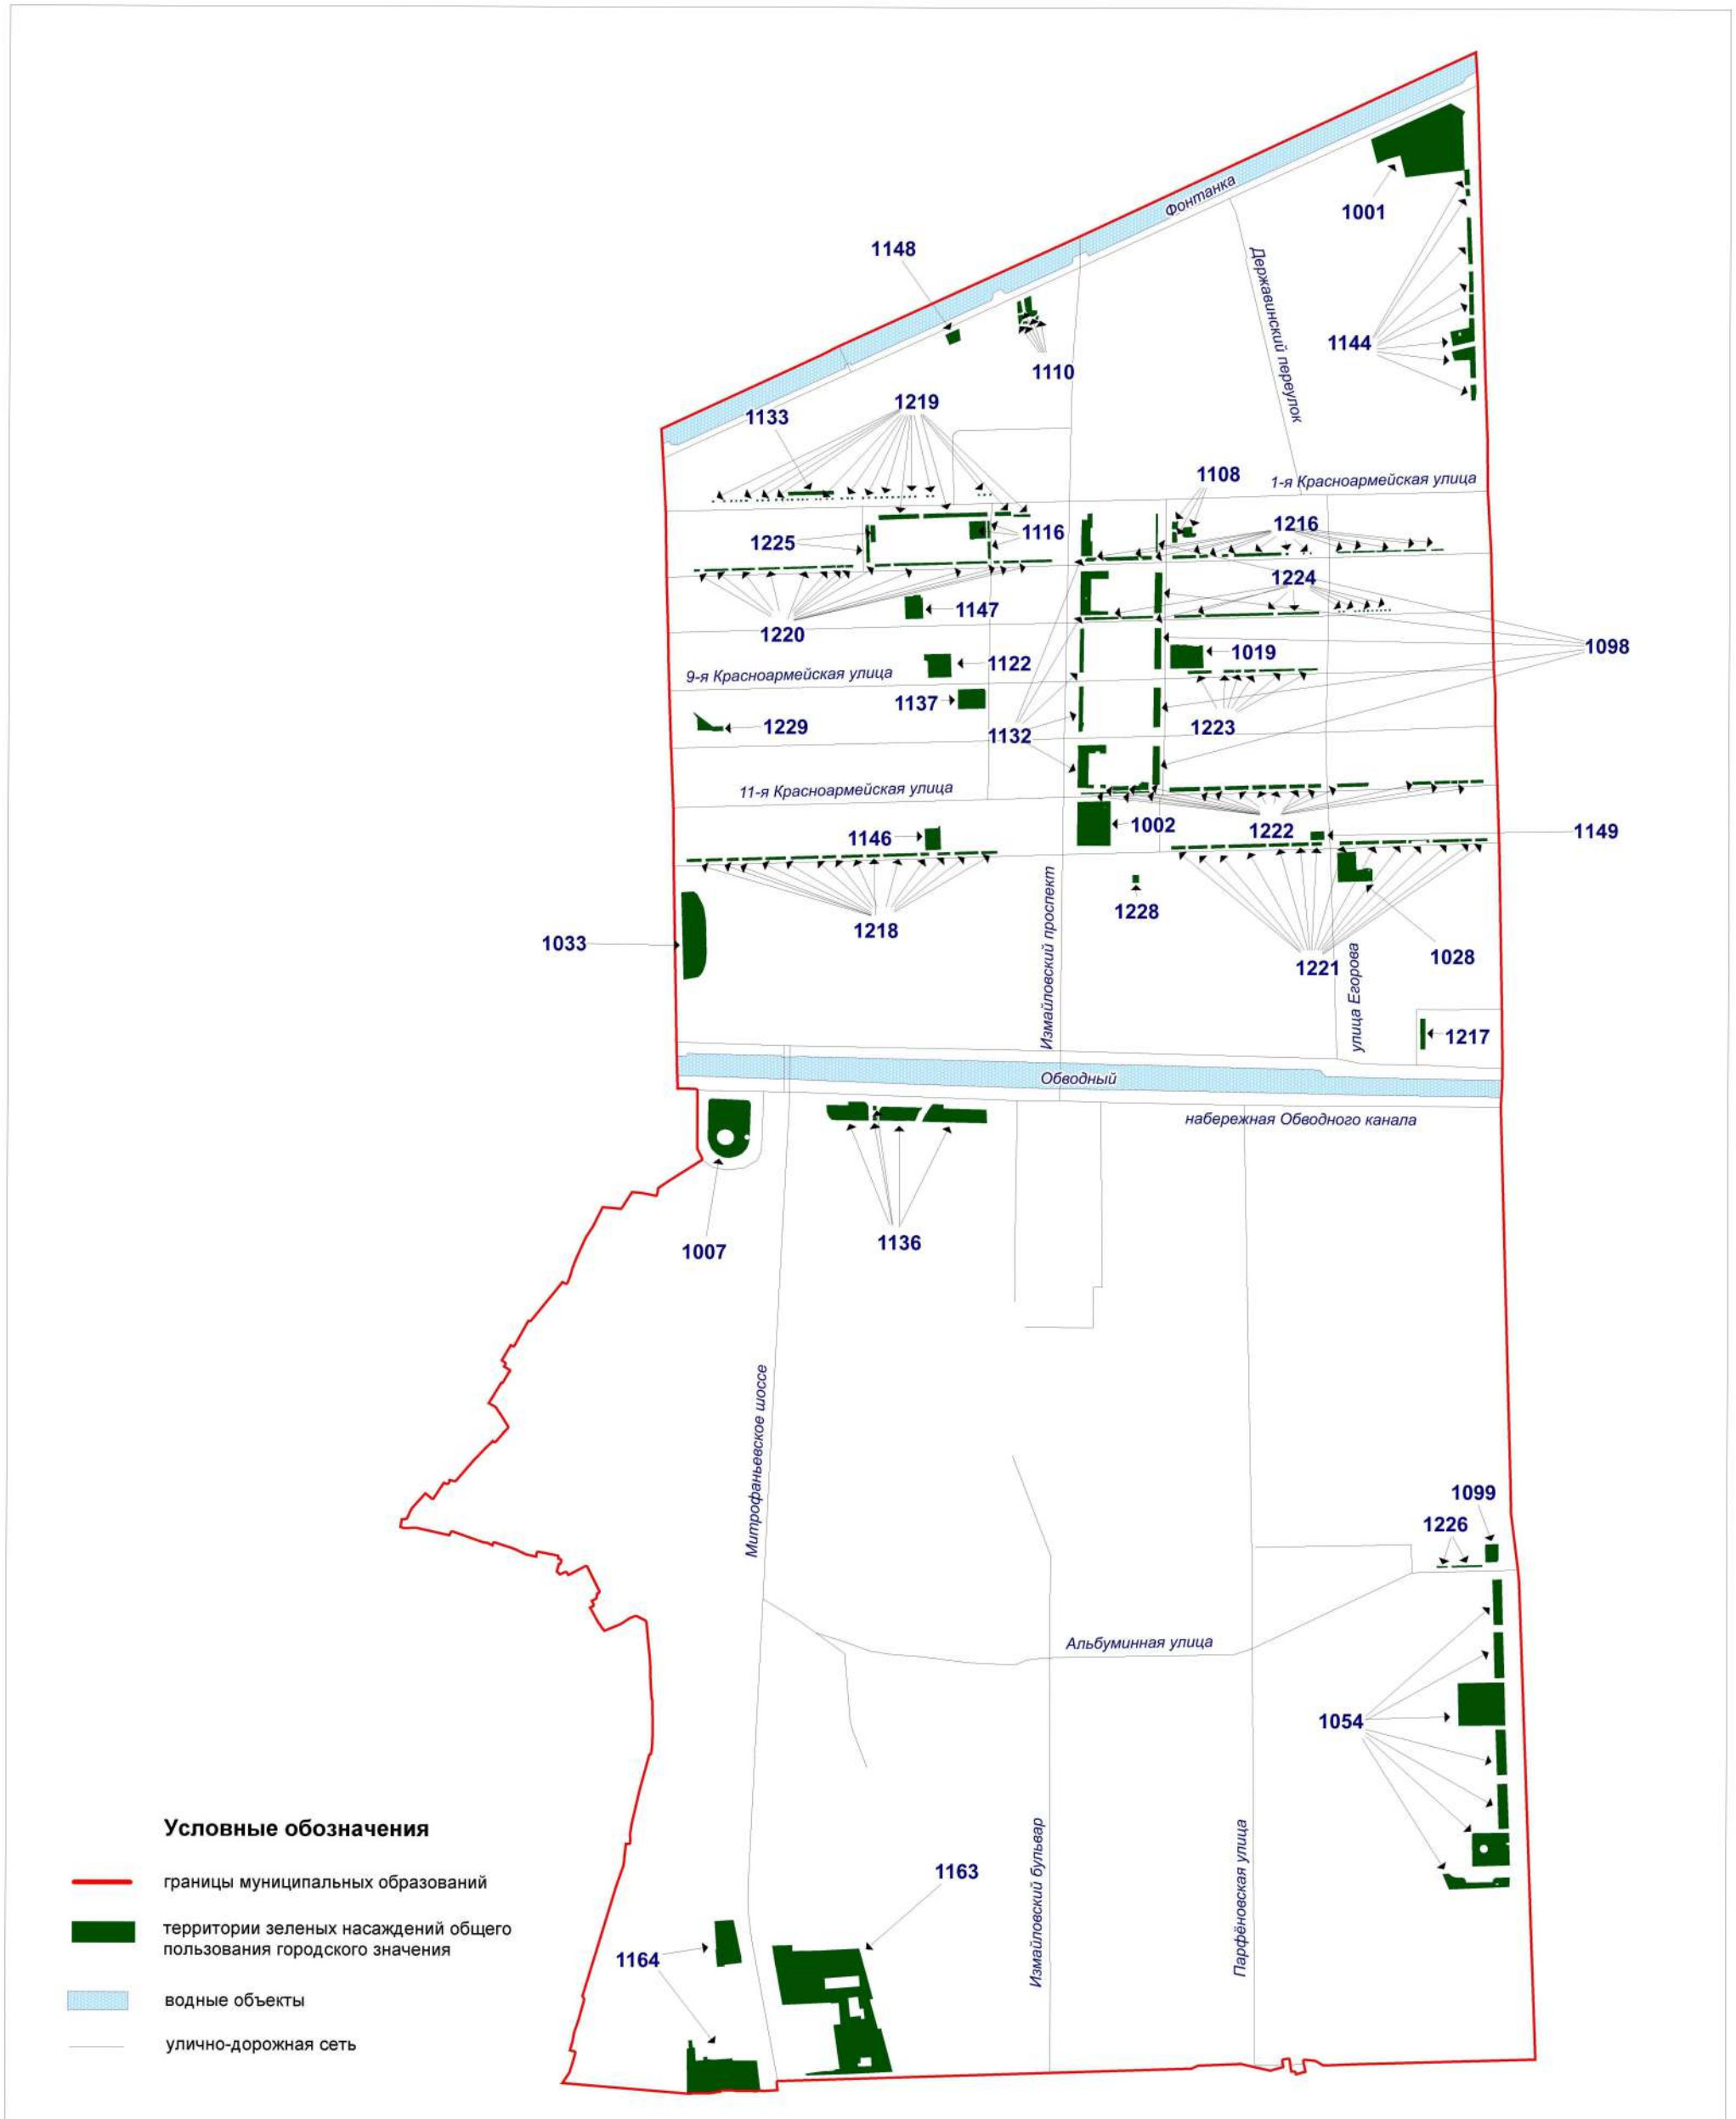 Фонтанка
1001
1148
Державинский переулок
1144
1110
1219
1133
1108
1-я Красноармейская улица
1216
1116
1225
1224
1147
1220
1098
1019
1122
9-я Красноармейская улица
1137
1229
1223
1132
11-я Красноармейская улица
1002
1222
1149
1146
1228
1218
1033
Измайловский проспект
1028
1221
улица Егорова
1217
Обводный
набережная Обводного канала
1136
1007
Митрофаньевское шоссе
1099
1226
Альбуминная улица
1054
1163
Измайловский бульвар
Парфёновская улица
1164
Условные обозначения
границы муниципальных образований
территории зеленых насаждений общего
пользования городского значения
водные объекты
улично-дорожная сеть